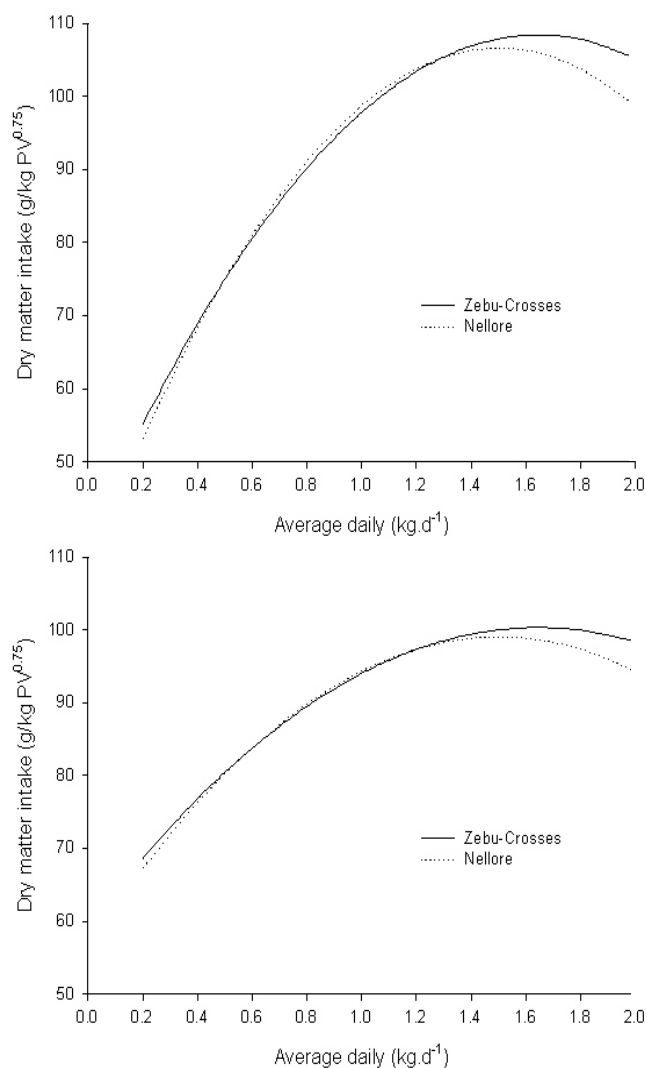 110
100
90
80
70
60
50
Dry matter intake (g/kg PV0.75)
Zebu-Crosses
Nellore
0.0 0.2 0.4 0.6 0.8 1.0 1.2 1.4 1.6 1.8 2.0
Average daily (kg.d-1)
110
100
90
80
70
60
50
Dry matter intake (g/kg PV0.75)
Zebu-Crosses
Nellore
0.0 0.2 0.4 0.6 0.8 1.0 1.2 1.4 1.6 1.8 2.0
Average daily (kg.d-1)